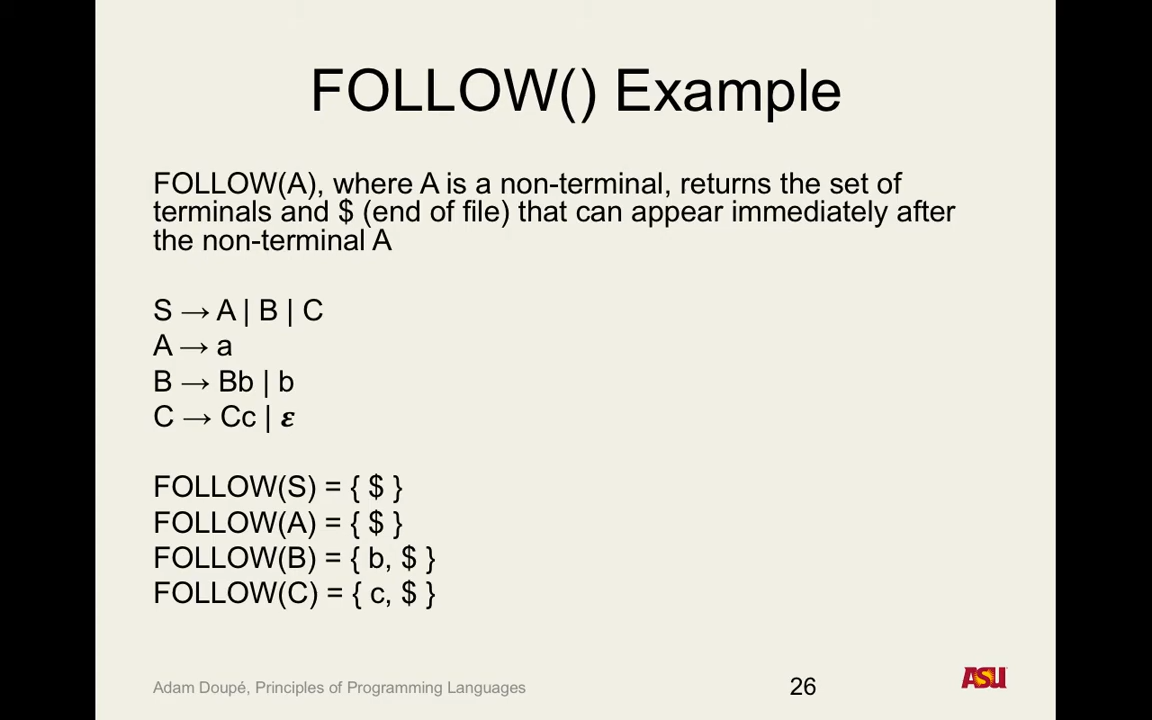 FOLLOW() Example
FOLLOW(A), where A is a non-terminal, returns the set of
terminals and $ (end of file) that can appear immediately after
the non-terminal A
S → A | B | C
A → a
B → Bb | b
C → Cc | ε
FOLLOW(S) = { $ }
FOLLOW(A) = { $ }
FOLLOW(B) = { b, $ }
FOLLOW(C) = { c, $ }
Adam Doupé, Principles of Programming Languages
26
ASU